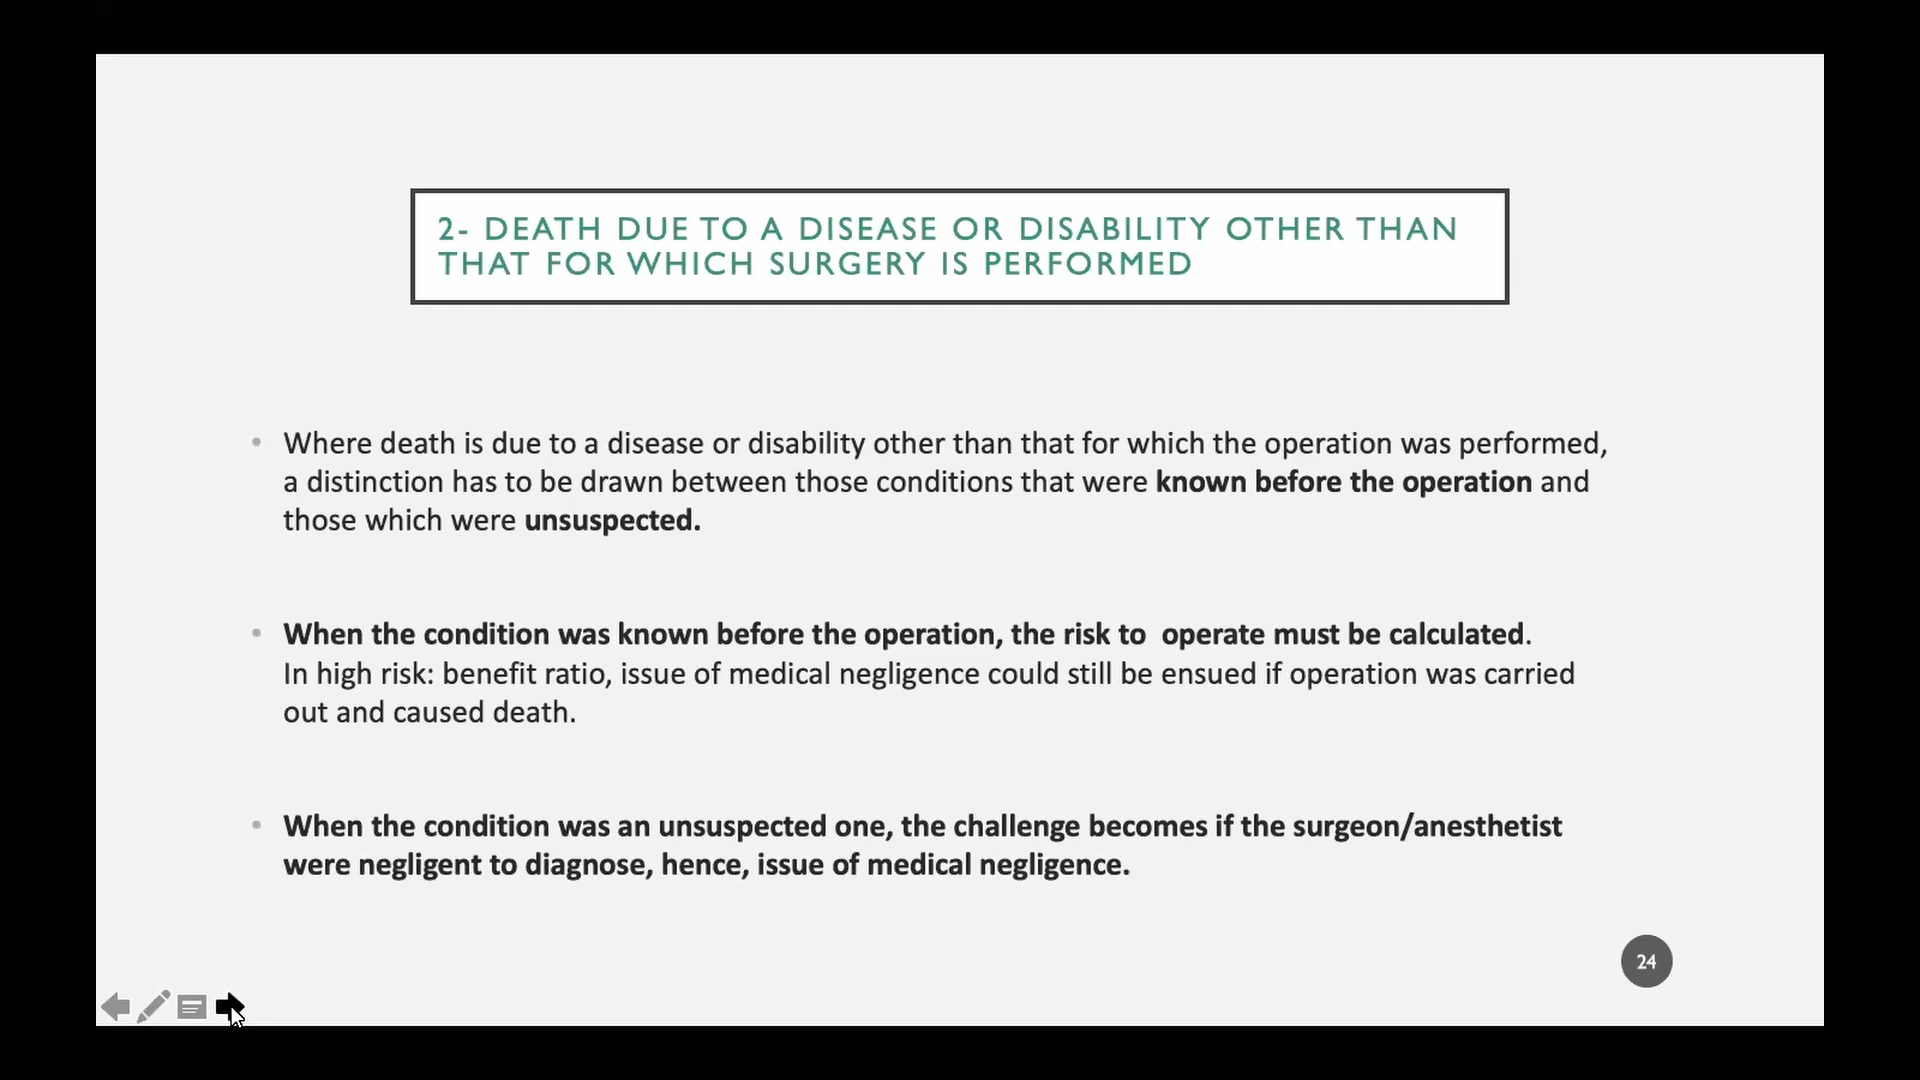 2- DEATH DUE TO A DISEASE OR DISABILITY OTHER THAN
THAT FOR WHICH SURGERY IS PERFORMED
• Where death is due to a disease or disability other than that for which the operation was performed,
a distinction has to be drawn between those conditions that were known before the operation and
those which were unsuspected.
• When the condition was known before the operation, the risk to  operate must be calculated.
In high risk: benefit ratio, issue of medical negligence could still be ensued if operation was carried
out and caused death.
• When the condition was an unsuspected one, the challenge becomes if the surgeon/anesthetist
were negligent to diagnose, hence, issue of medical negligence.
24